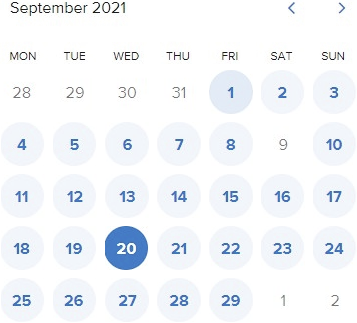 September 2021
MON TUE WED THU FRI SAT SUN
28 29 30 31 1 2 3
4 5 6 7 8 9 10
11 12 13 14 15 16 17
18 19 20 21 22 23 24
25 26 27 28 29 1 2